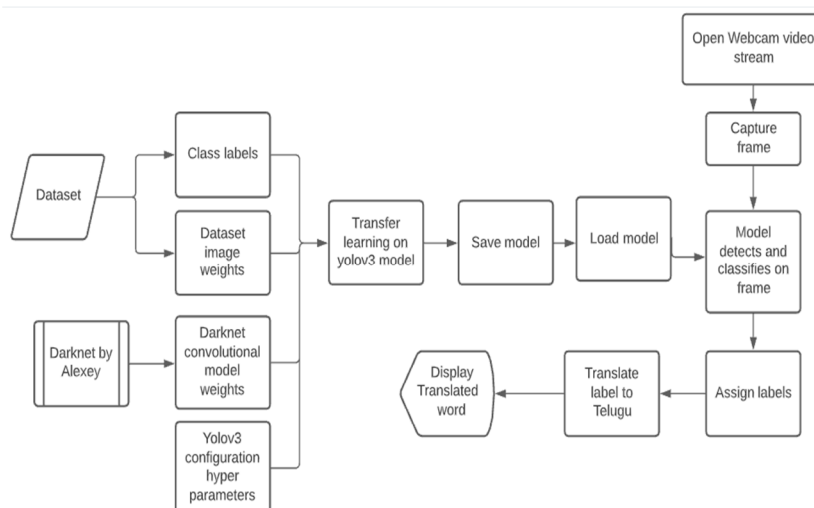 Open Webcam video
stream
Capture
frame
Class labels
Dataset
Dataset
image
weights
Transfer
learning on
yolov3 model
Save model
Load model
Model
detects and
classifies on
frame
Darknet by
Alexey
Darknet
convolutional
model
weights
Display
Translated
word
Translate
label to
Telugu
Assign labels
Yolov3
configuration
hyper
parameters